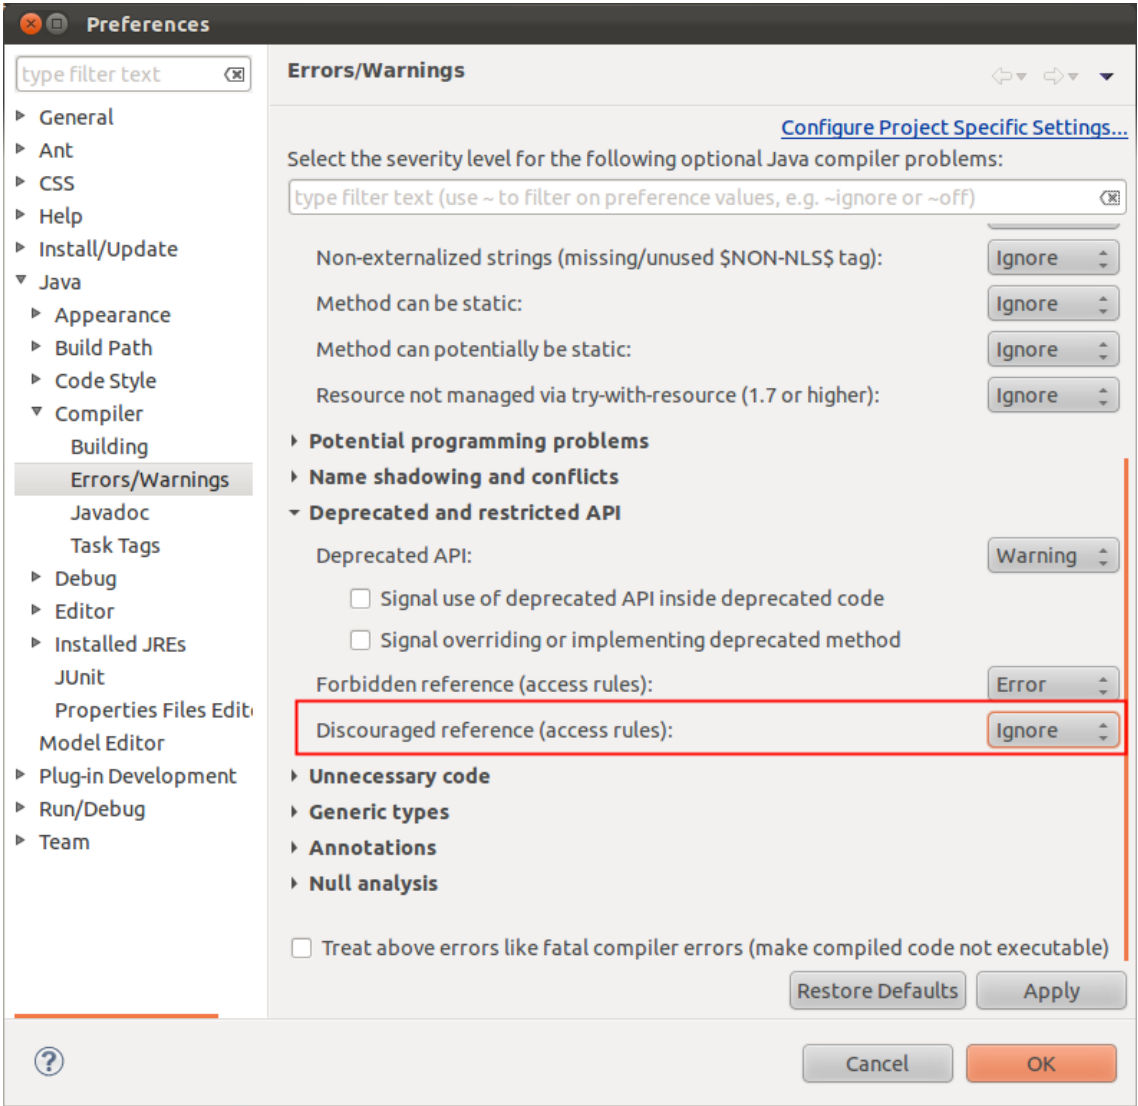 Preferences
type filter text
General
Ant
CSS
Help
Install/Update
Java
Appearance
Build Path
Code Style
Compiler
Building
Errors/Warnings
Javadoc
Task Tags
Debug
Editor
Installed JREs
JUnit
Properties Files Edit
Model Editor
Plug-in Development
Run/Debug
Team
Errors/Warnings
Configure Project Specific Settings...
Select the severity level for the following optional Java compiler problems:
type filter text (use ~ to filter on preference values, e.g. ~ignore or ~off)
Non-externalized strings (missing/unused $NON-NLS$ tag): Ignore
Method can be static: Ignore
Method can potentially be static: Ignore
Resource not managed via try-with-resource (1.7 or higher): Ignore
Potential programming problems
Name shadowing and conflicts
Deprecated and restricted API
Deprecated API: Warning
Signal use of deprecated API inside deprecated code
Signal overriding or implementing deprecated method
Forbidden reference (access rules): Error
Discouraged reference (access rules): Ignore
Unnecessary code
Generic types
Annotations
Null analysis
Treat above errors like fatal compiler errors (make compiled code not executable)
Restore Defaults Apply
? Cancel OK